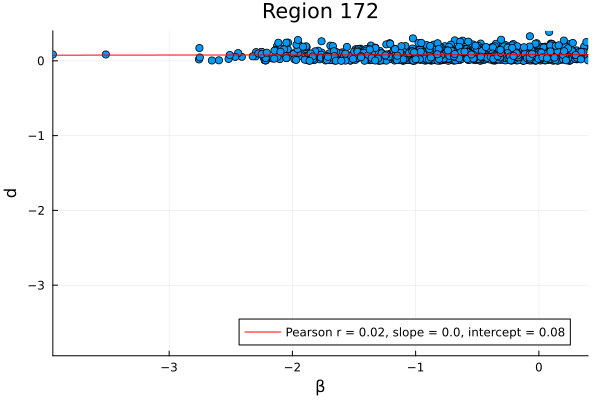 Region 172
d
0
−1
−2
−3
−3
−2
−1
0
β
Pearson r = 0.02, slope = 0.0, intercept = 0.08